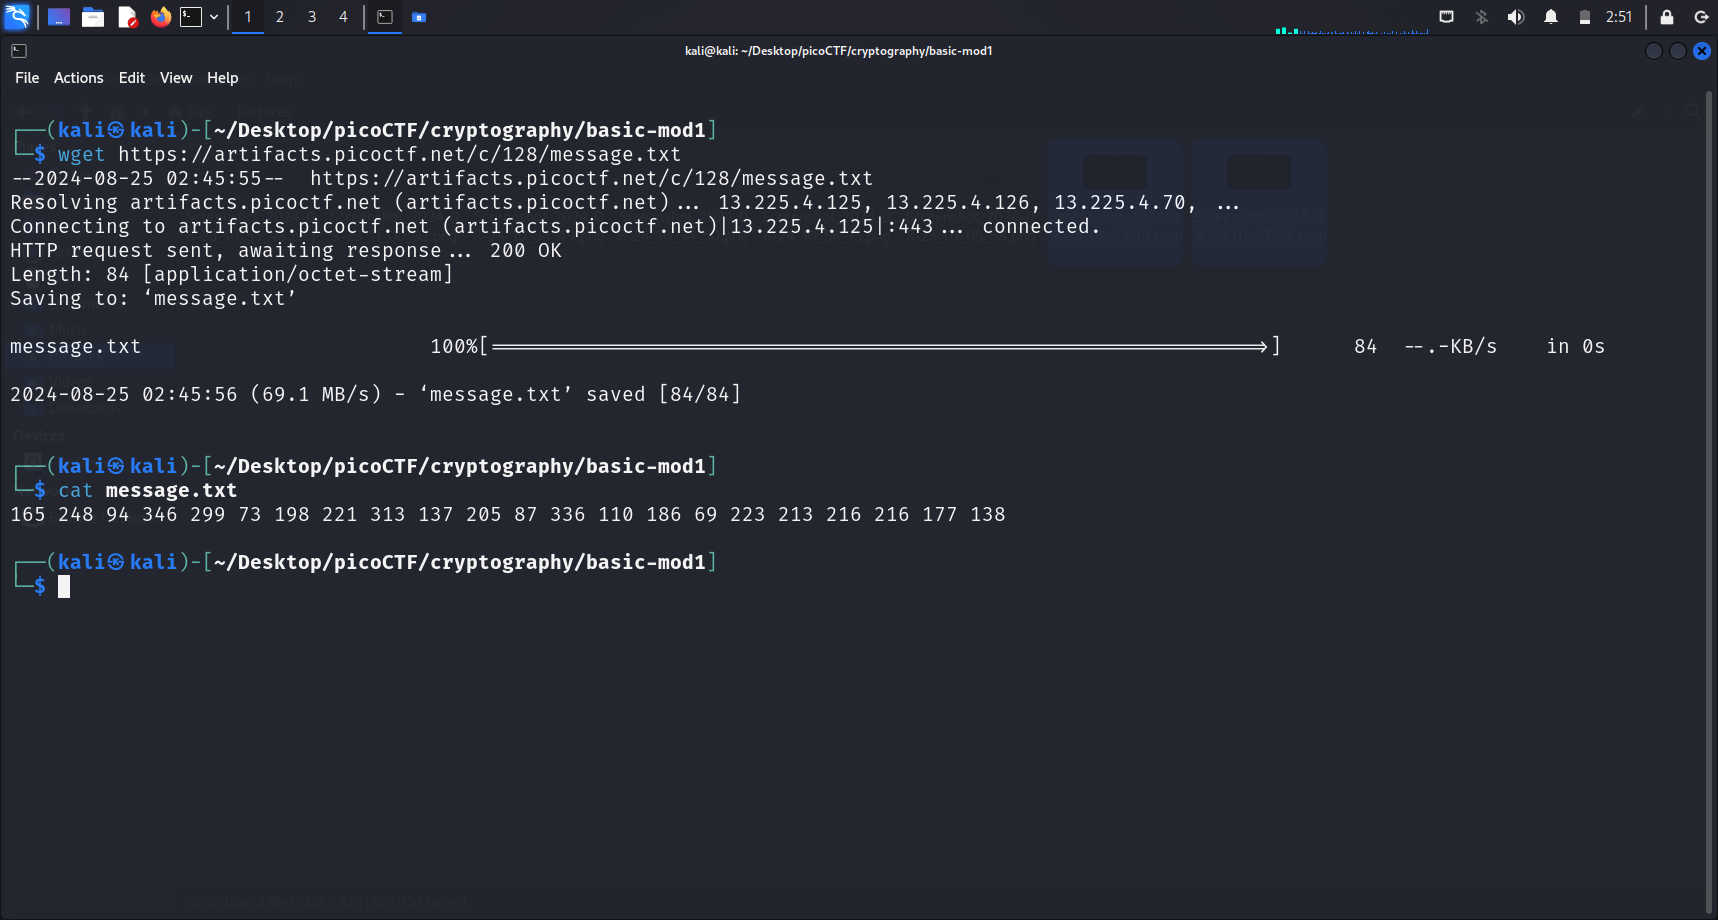 1 2 3 4 2:51
kali@kali: ~/Desktop/picoCTF/cryptography/basic-mod1
File Actions Edit View Help
┌──(kali㉿kali)-[~/Desktop/picoCTF/cryptography/basic-mod1]
└─$ wget https://artifacts.picoctf.net/c/128/message.txt
--2024-08-25 02:45:55--  https://artifacts.picoctf.net/c/128/message.txt
Resolving artifacts.picoctf.net (artifacts.picoctf.net)... 13.225.4.125, 13.225.4.126, 13.225.4.70, ...
Connecting to artifacts.picoctf.net (artifacts.picoctf.net)|13.225.4.125|:443... connected.
HTTP request sent, awaiting response... 200 OK
Length: 84 [application/octet-stream]
Saving to: ‘message.txt’
message.txt 100%[===================>] 84 --.-KB/s in 0s
2024-08-25 02:45:56 (69.1 MB/s) - ‘message.txt’ saved [84/84]
┌──(kali㉿kali)-[~/Desktop/picoCTF/cryptography/basic-mod1]
└─$ cat message.txt
165 248 94 346 299 73 198 221 313 137 205 87 336 110 186 69 223 213 216 216 177 138
┌──(kali㉿kali)-[~/Desktop/picoCTF/cryptography/basic-mod1]
└─$